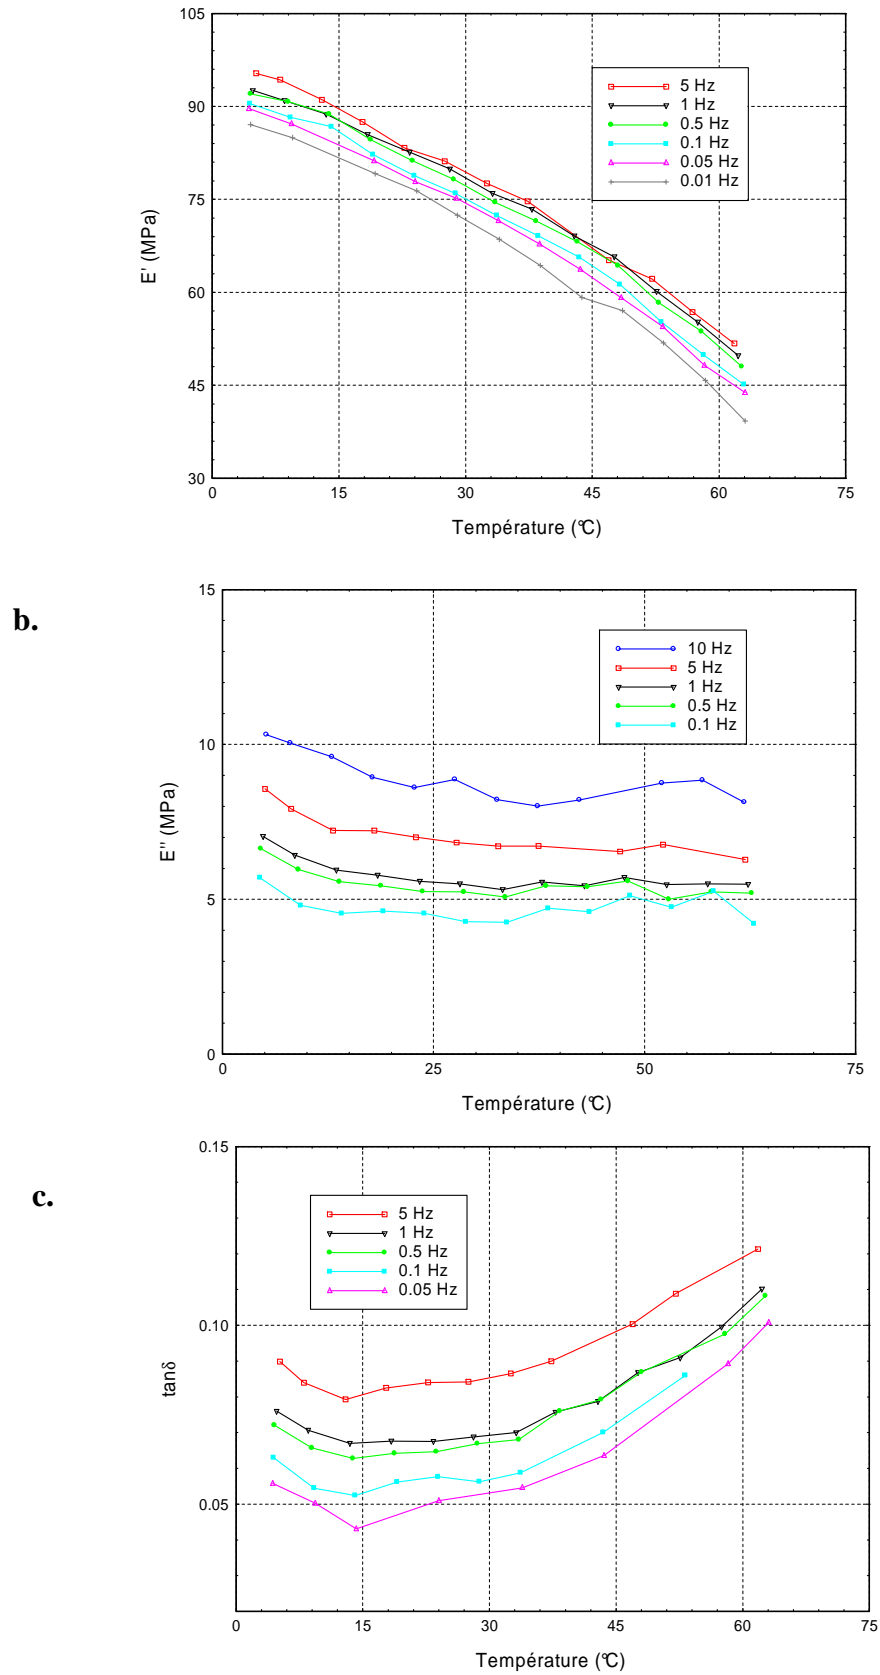 105
90
75
60
45
30
E' (MPa)
5 Hz
1 Hz
0.5 Hz
0.1 Hz
0.05 Hz
0.01 Hz
0 15 30 45 60 75
Température (°C)
b.
15
10
5
0
E'' (MPa)
10 Hz
5 Hz
1 Hz
0.5 Hz
0.1 Hz
0 25 50 75
Température (°C)
c.
0.15
0.10
0.05
tanδ
5 Hz
1 Hz
0.5 Hz
0.1 Hz
0.05 Hz
0 15 30 45 60 75
Température (°C)